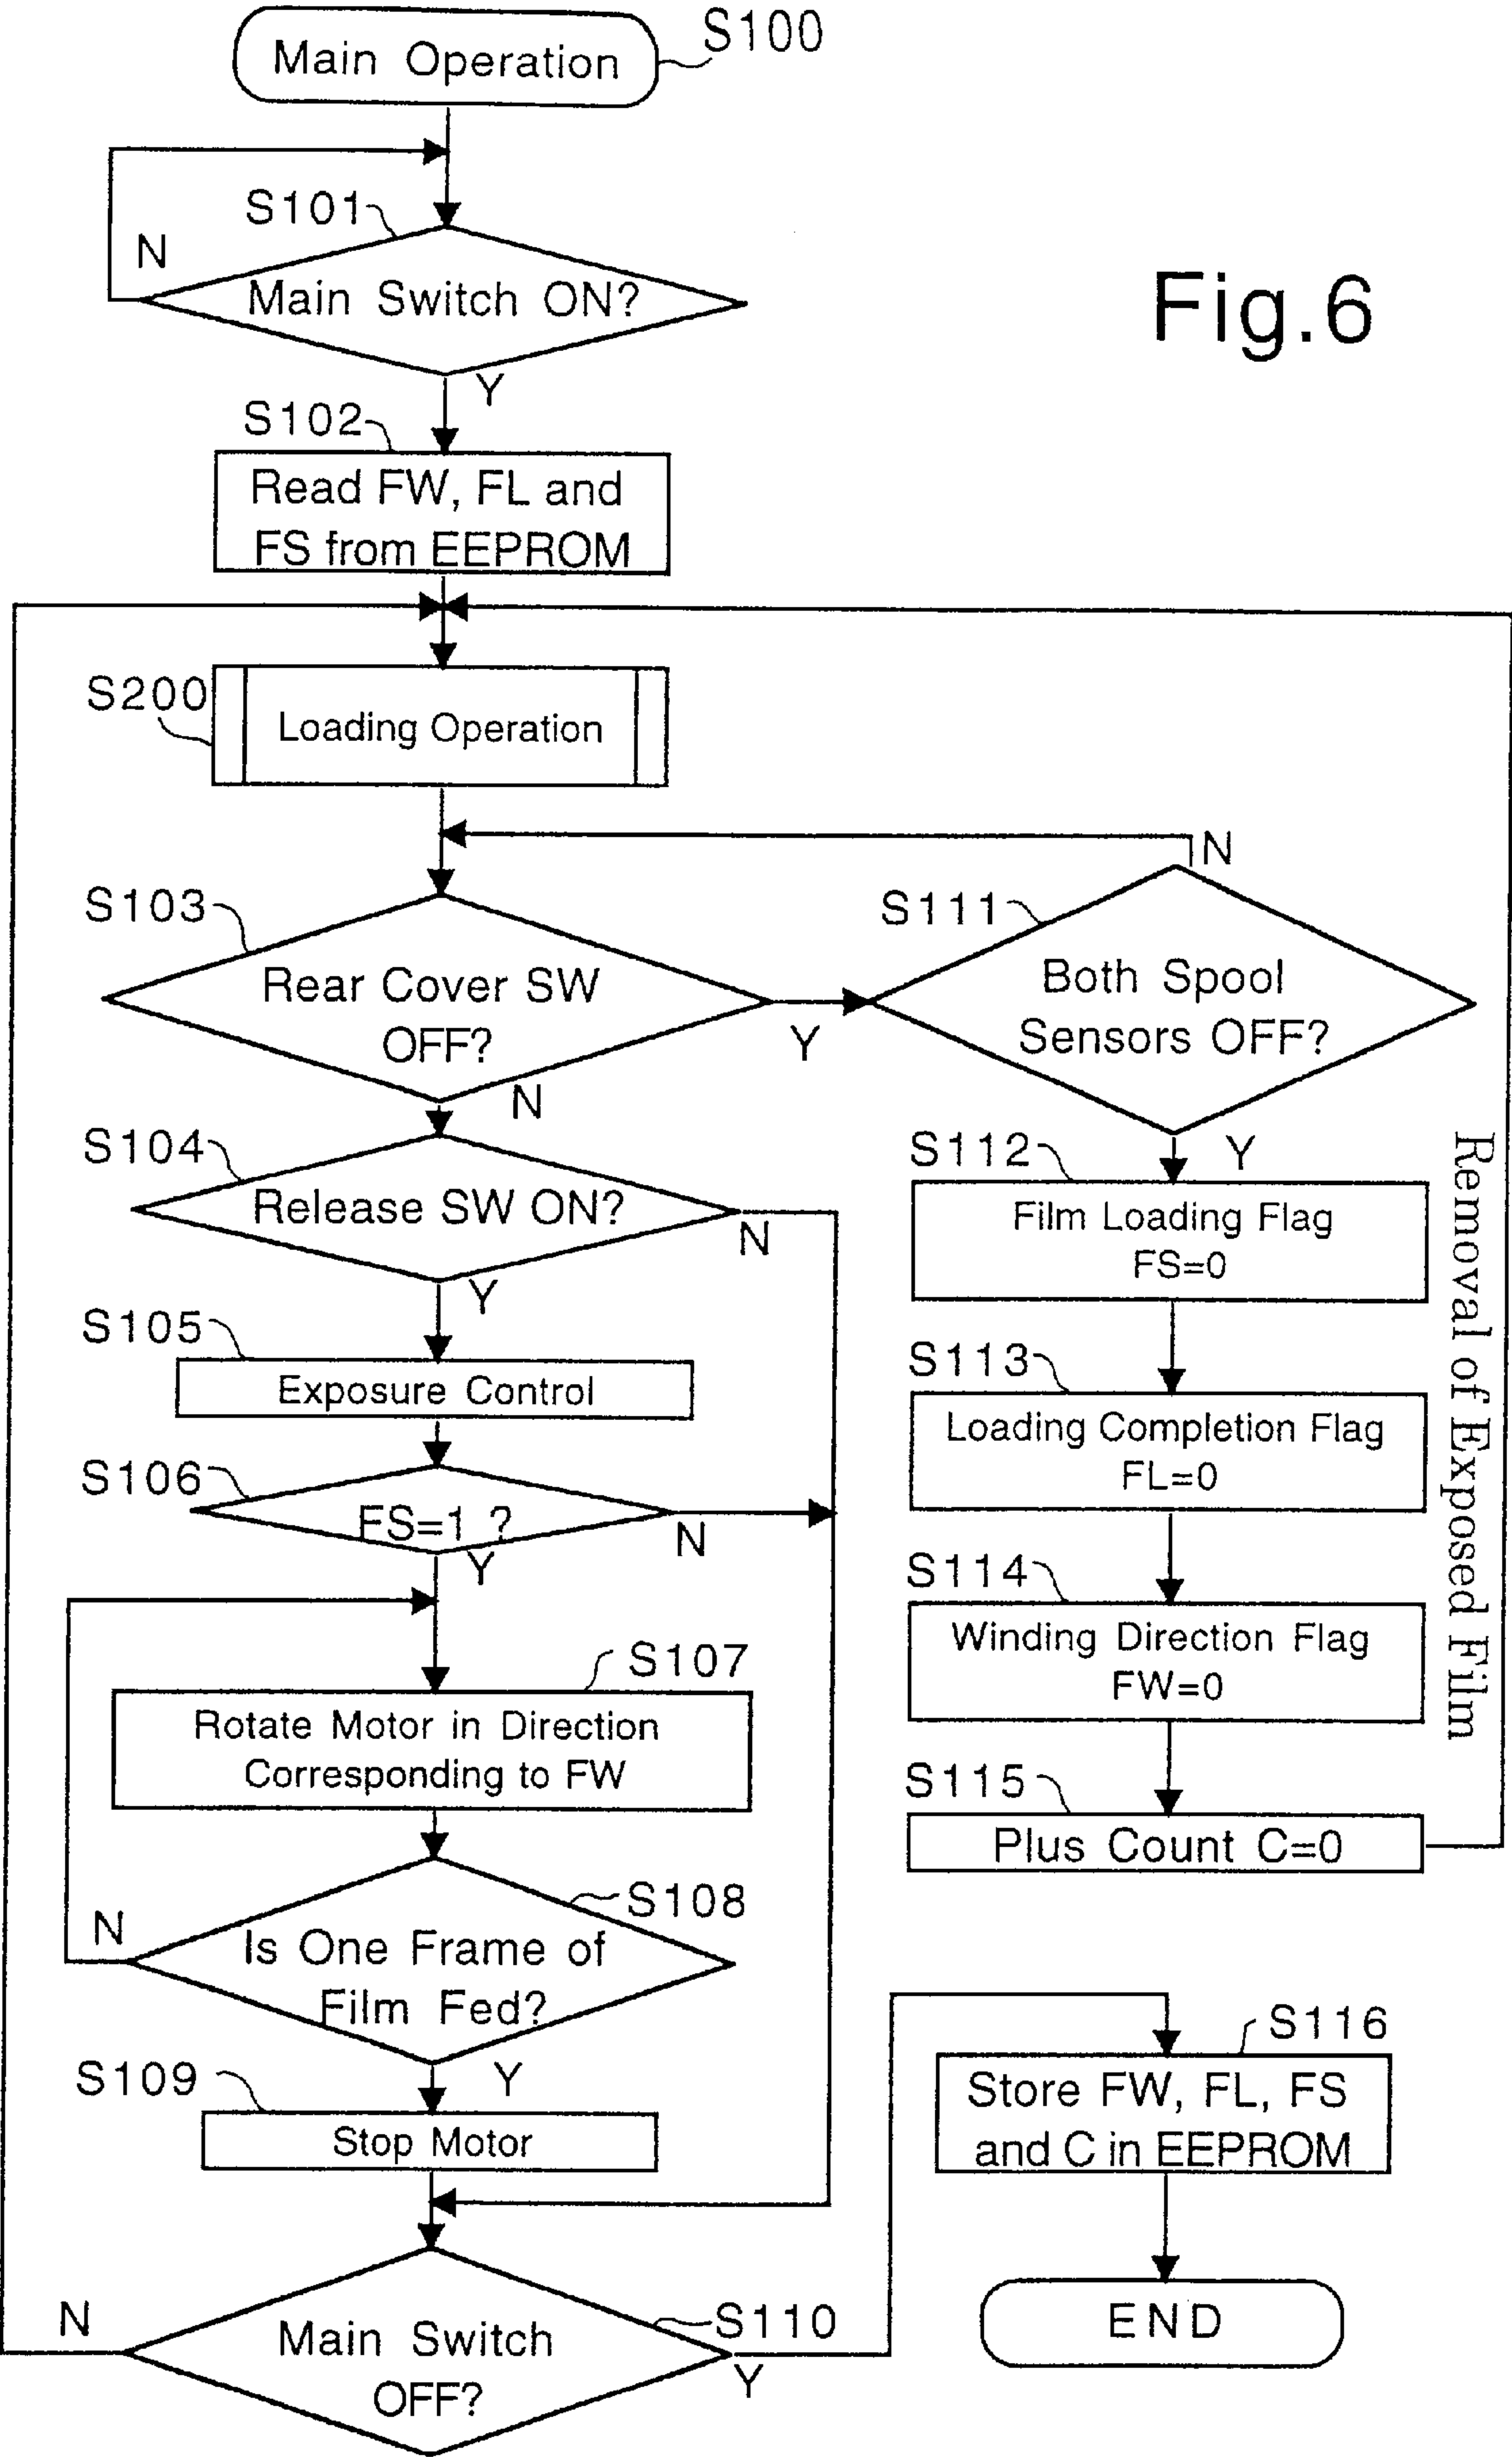 Main Operation
S100
S101
N
Main Switch ON?
Y
Fig.6
S102
Read FW, FL and
FS from EEPROM
S200
Loading Operation
S103
Rear Cover SW
OFF?
Y
N
S111
N
Both Spool
Sensors OFF?
Y
S104
Release SW ON?
N
Y
S112
Film Loading Flag
FS=0
S105
Exposure Control
S113
Loading Completion Flag
FL=0
S106
FS=1 ?
N
Y
S114
Winding Direction Flag
FW=0
S107
Rotate Motor in Direction
Corresponding to FW
S115
Plus Count C=0
Removal of Exposed Film
S108
N
Is One Frame of
Film Fed?
Y
S109
Stop Motor
S116
Store FW, FL, FS
and C in EEPROM
S110
N
Main Switch
OFF?
Y
END